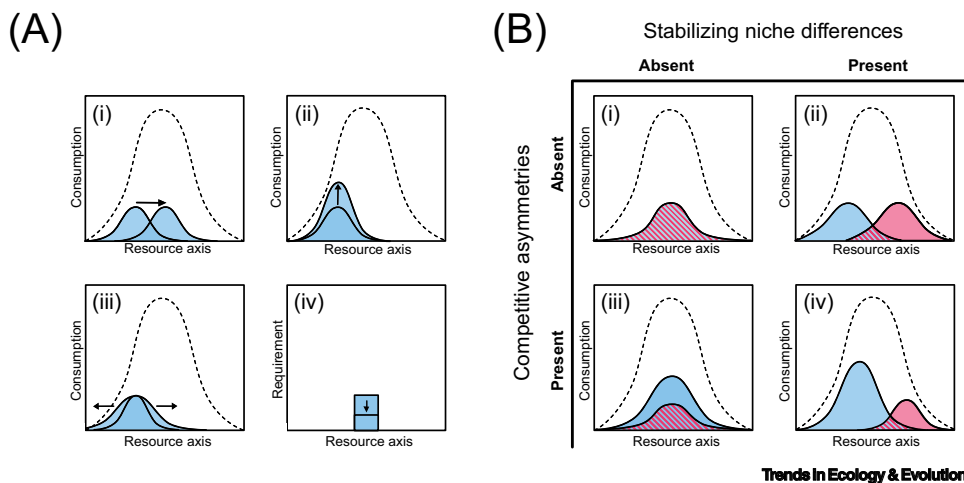 (A)
(i)
Consumption
Resource axis
(ii)
Consumption
Resource axis
(iii)
Consumption
Resource axis
(iv)
Requirement
Resource axis
(B)
Stabilizing niche differences
Absent
Present
Competitive asymmetries
Absent
Present
(i)
Consumption
Resource axis
(ii)
Consumption
Resource axis
(iii)
Consumption
Resource axis
(iv)
Consumption
Resource axis
Trends in Ecology & Evolution